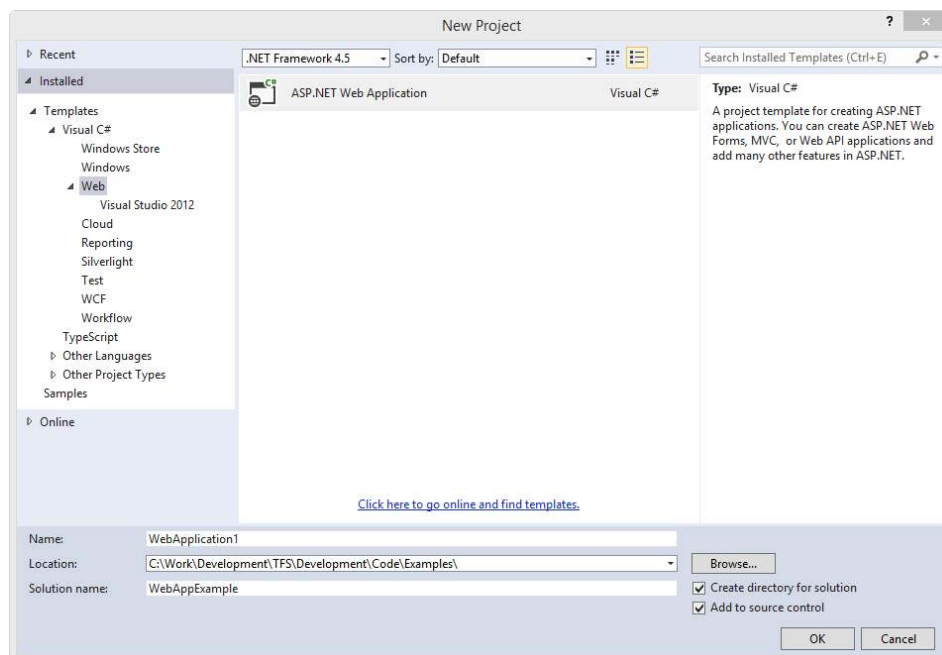 New Project
?
Recent
Installed
Templates
Visual C#
Windows Store
Windows
Web
Visual Studio 2012
Cloud
Reporting
Silverlight
Test
WCF
Workflow
TypeScript
Other Languages
Other Project Types
Samples
Online
.NET Framework 4.5 Sort by: Default
ASP.NET Web Application Visual C#
Click here to go online and find templates.
Search Installed Templates (Ctrl+E)
Type: Visual C#
A project template for creating ASP.NET
applications. You can create ASP.NET Web
Forms, MVC, or Web API applications and
add many other features in ASP.NET.
Name: WebApplication1
Location: C:\Work\Development\TFS\Development\Code\Examples\
Solution name: WebAppExample
Browse...
Create directory for solution
Add to source control
OK Cancel